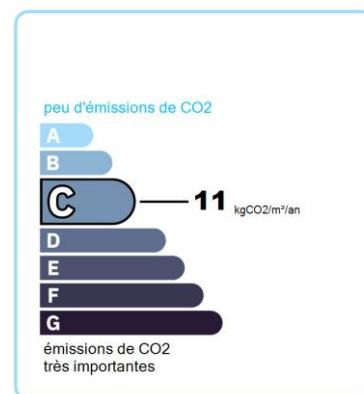 peu d'émissions de CO2
A
B
C 11 kgCO2/m²/an
D
E
F
G
émissions de CO2
très importantes